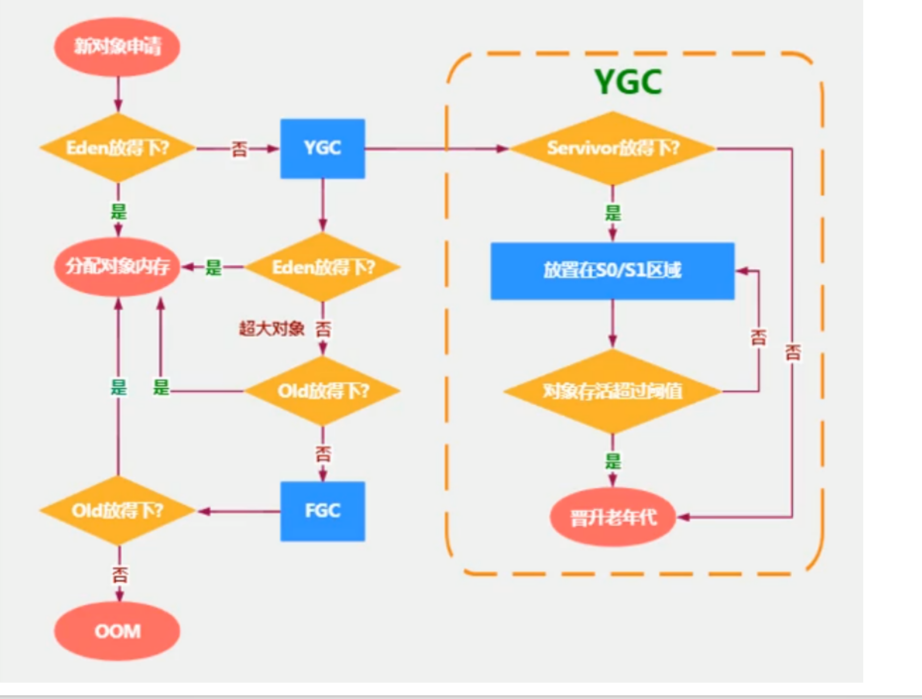 新对象申请
YGC
Eden放得下?
否
YGC
Servivor放得下?
是
是
分配对象内存
是
Eden放得下?
放置在S0/S1区域
超大对象
否
否
否
是
是
Old放得下?
对象存活超过阈值
否
是
Old放得下?
FGC
晋升老年代
否
OOM